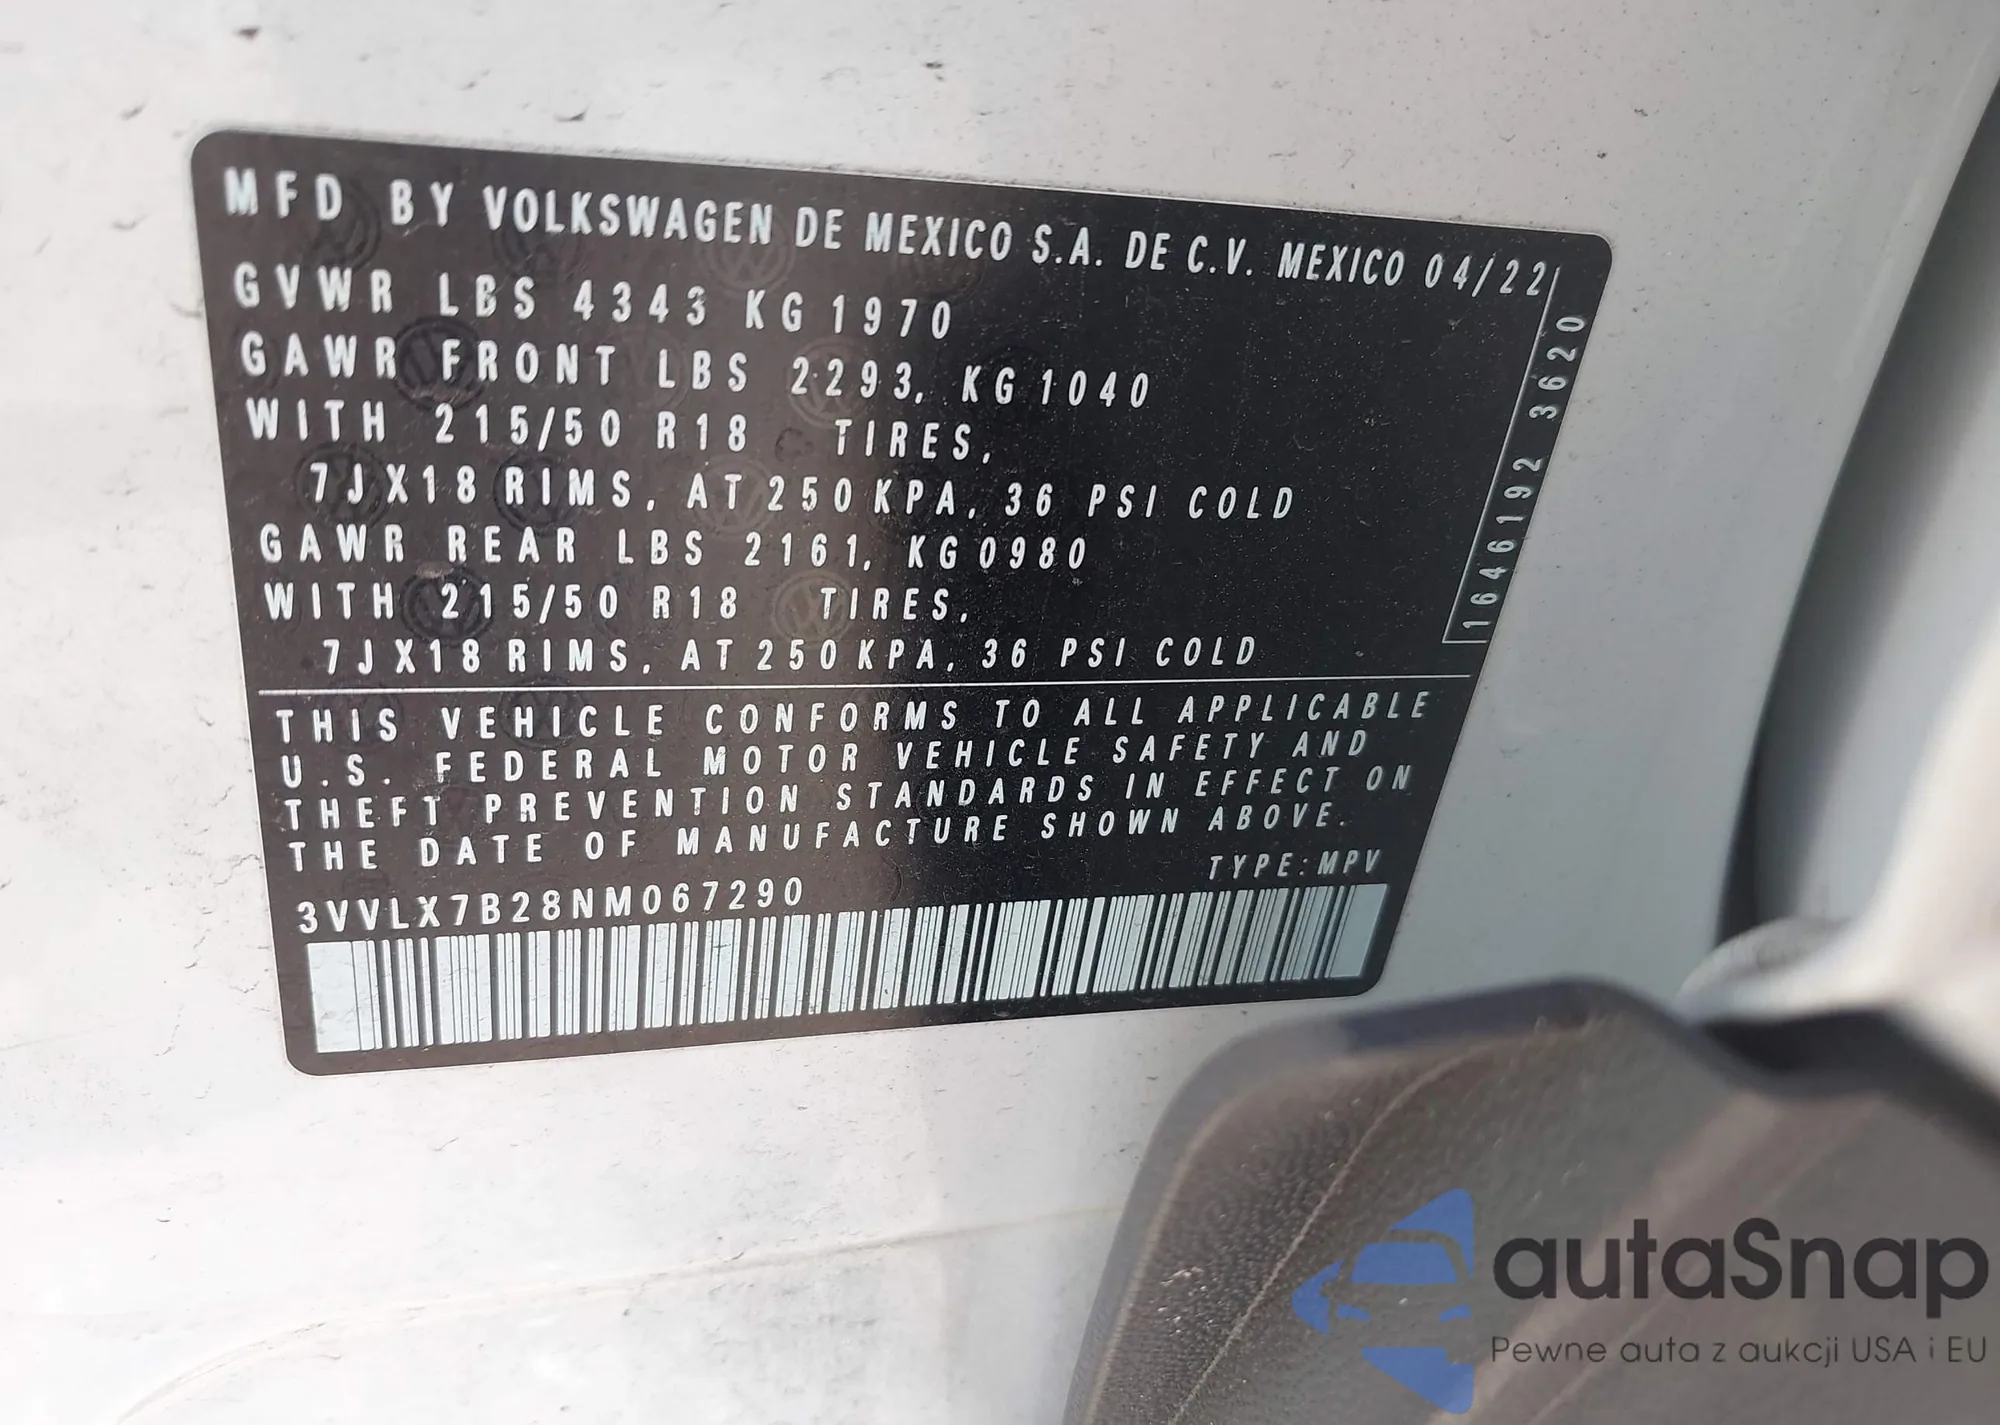 MFD BY VOLKSWAGEN DE MEXICO S.A. DE C.V. MEXICO 04/22
GVWR LBS 4343 KG 1970
GAWR FRONT LBS 2293, KG 1040
WITH 215/50 R18 TIRES,
7JX18 RIMS, AT 250 KPA, 36 PSI COLD
GAWR REAR LBS 2161, KG 0980
WITH 215/50 R18 TIRES,
7JX18 RIMS, AT 250 KPA, 36 PSI COLD
1646192 3620
THIS VEHICLE CONFORMS TO ALL APPLICABLE
U.S. FEDERAL MOTOR VEHICLE SAFETY AND
THEFT PREVENTION STANDARDS IN EFFECT ON
THE DATE OF MANUFACTURE SHOWN ABOVE.
TYPE: MPV
3VVLX7B28NM067290
autaSnap
Pewne auta z aukcji USA i EU